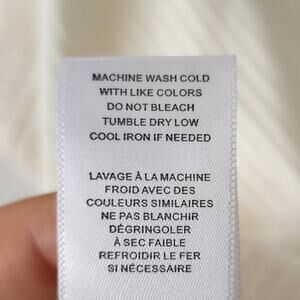 MACHINE WASH COLD
WITH LIKE COLORS
DO NOT BLEACH
TUMBLE DRY LOW
COOL IRON IF NEEDED
LAVAGE À LA MACHINE
FROID AVEC DES
COULEURS SIMILAIRES
NE PAS BLANCHIR
DÉGRINGOLER
À SEC FAIBLE
REFROIDIR LE FER
SI NÉCESSAIRE